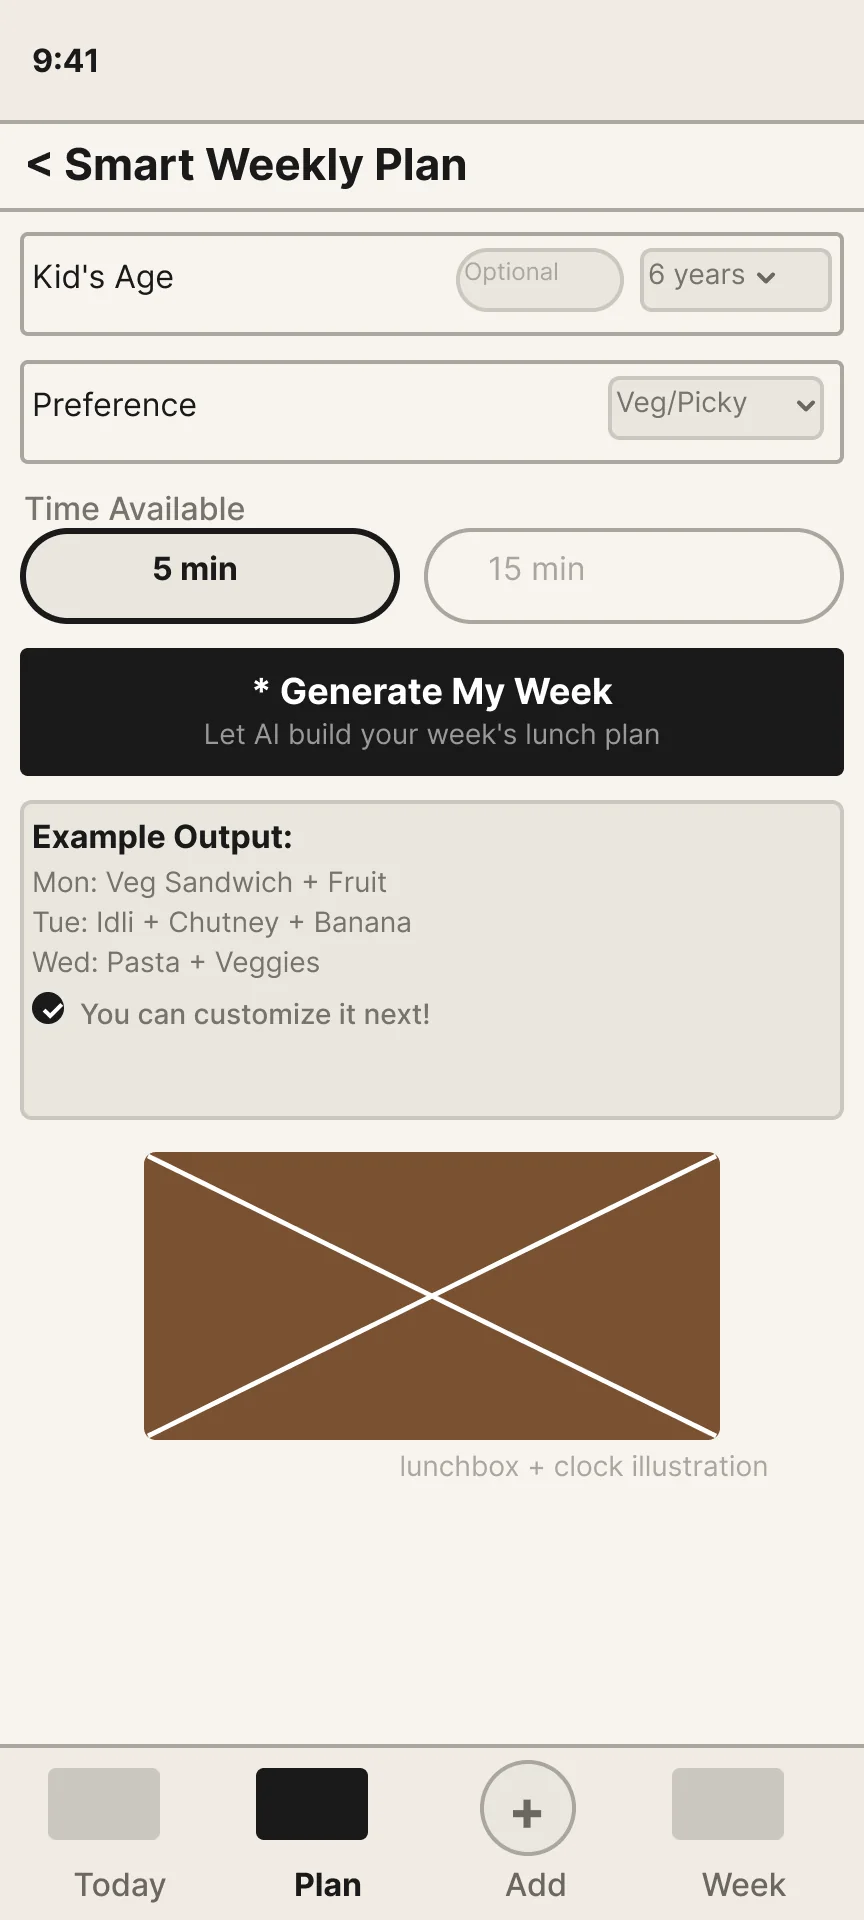 9:41
< Smart Weekly Plan
Kid's Age Optional 6 years
Preference Veg/Picky
Time Available
5 min 15 min
* Generate My Week
Let AI build your week's lunch plan
Example Output:
Mon: Veg Sandwich + Fruit
Tue: Idli + Chutney + Banana
Wed: Pasta + Veggies
You can customize it next!
lunchbox + clock illustration
+
Today Plan Add Week